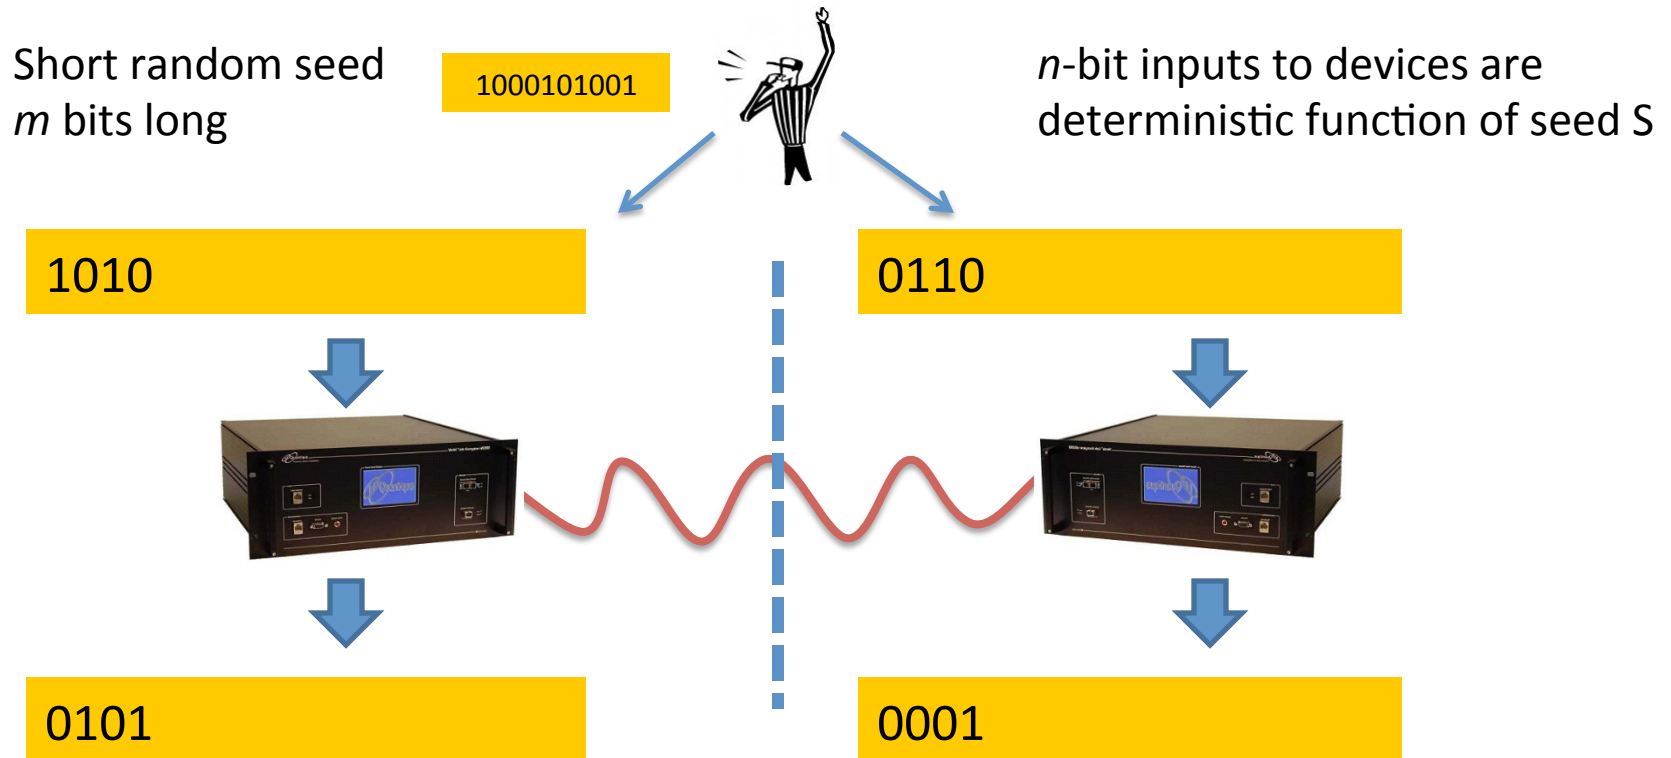 Short random seed
m bits long
1000101001
n-bit inputs to devices are
deterministic function of seed S
1010
0110
0101
0001